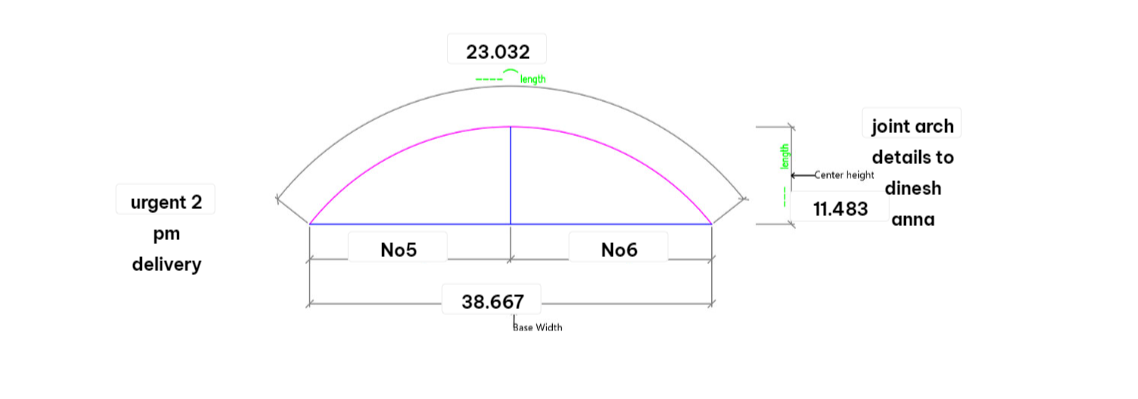 23.032
---- length
joint arch
details to
dinesh
anna
length
Center height
---
11.483
urgent 2
pm
delivery
No5
No6
38.667
Base Width